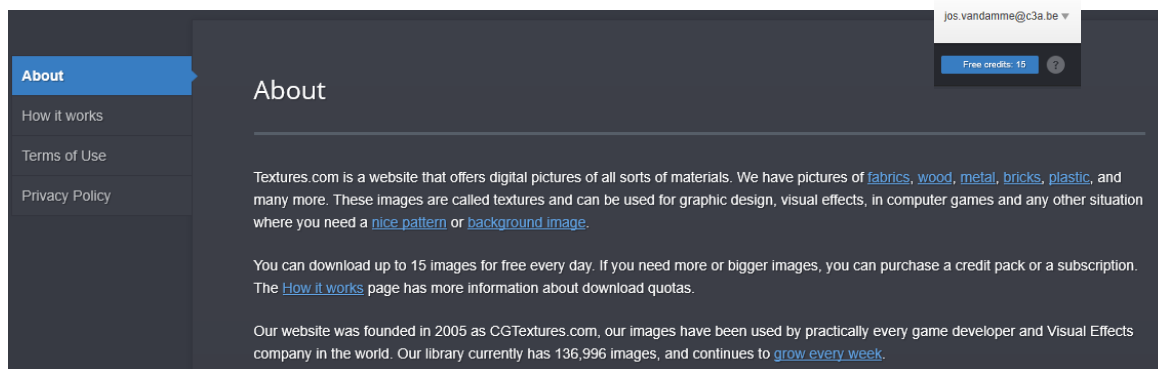 jos.vandamme@c3a.be
Free credits: 15
?
About
How it works
Terms of Use
Privacy Policy
About
Textures.com is a website that offers digital pictures of all sorts of materials. We have pictures of fabrics, wood, metal, bricks, plastic, and
many more. These images are called textures and can be used for graphic design, visual effects, in computer games and any other situation
where you need a nice pattern or background image.
You can download up to 15 images for free every day. If you need more or bigger images, you can purchase a credit pack or a subscription.
The How it works page has more information about download quotas.
Our website was founded in 2005 as CGTextures.com, our images have been used by practically every game developer and Visual Effects
company in the world. Our library currently has 136,996 images, and continues to grow every week.